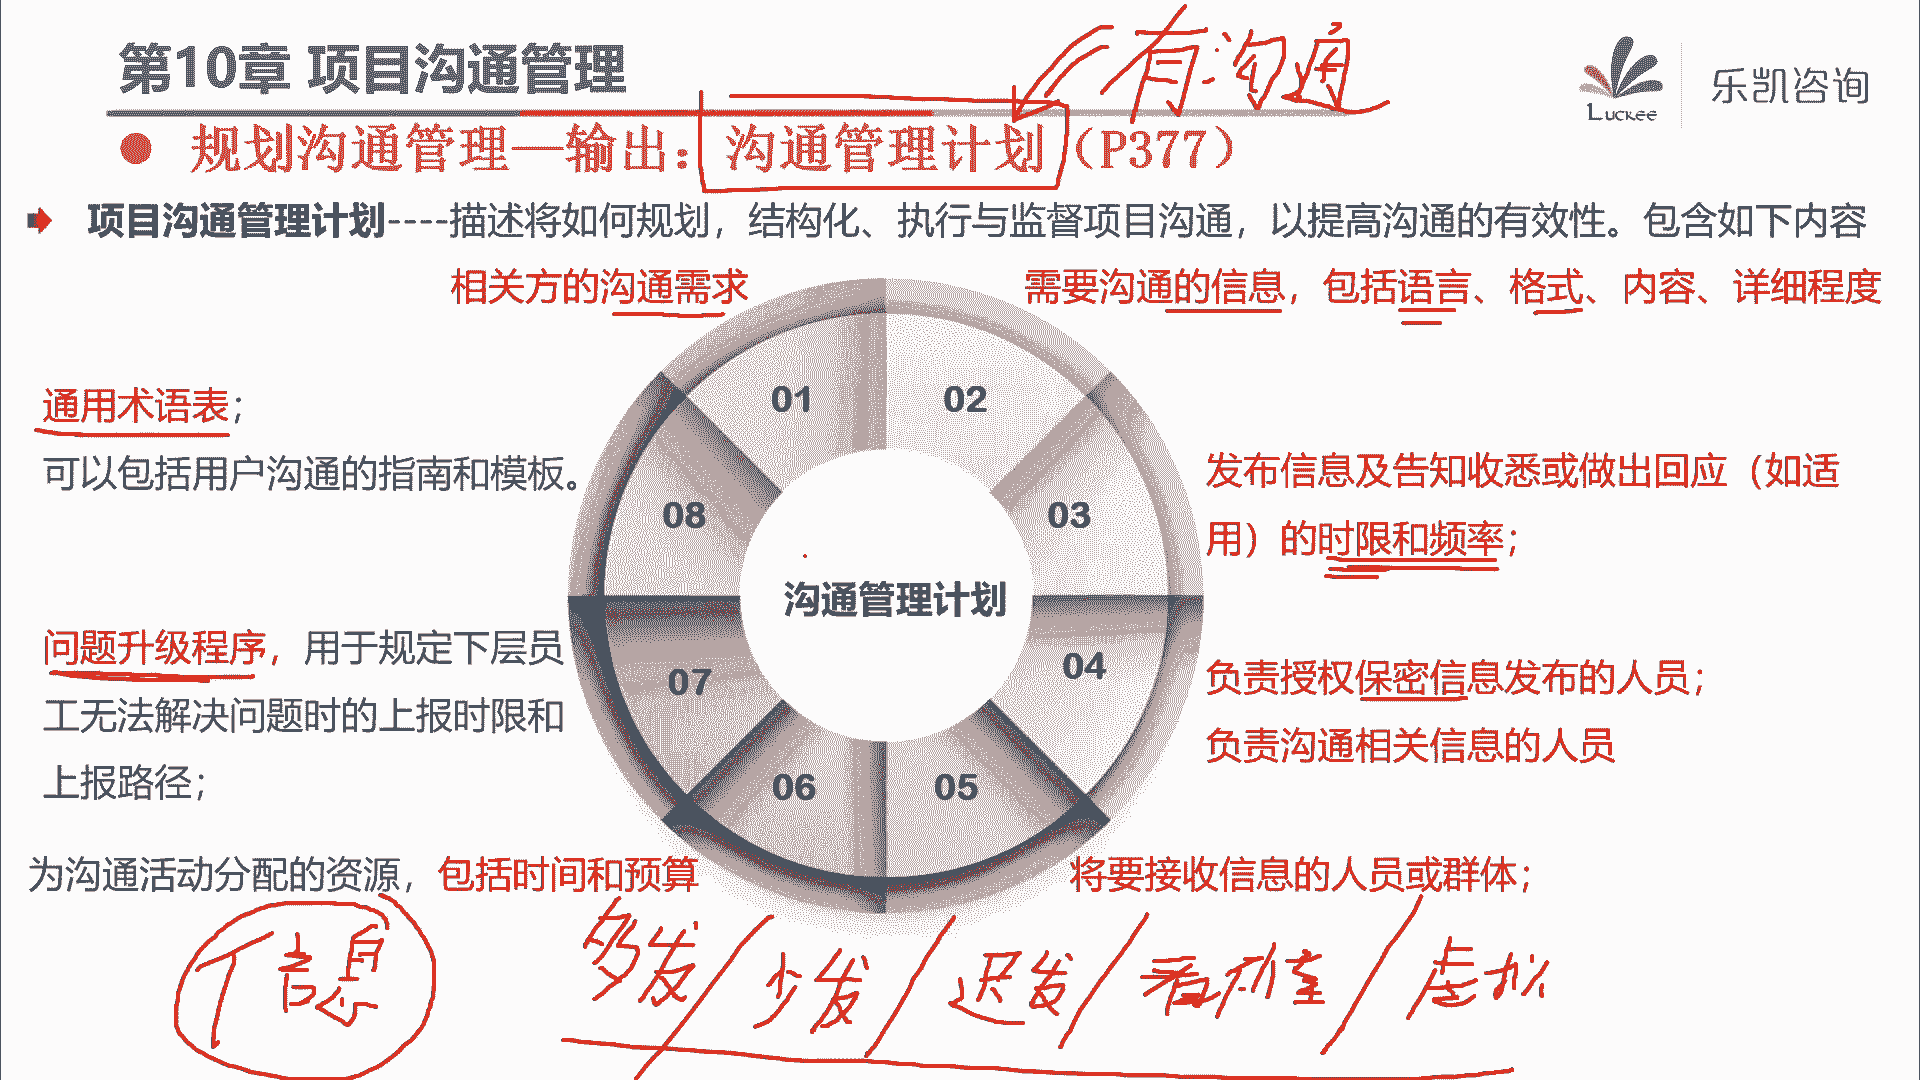 第10章 项目沟通管理
有沟通
LUCKEE 乐凯咨询
规划沟通管理—输出：沟通管理计划（P377）
项目沟通管理计划----描述将如何规划，结构化、执行与监督项目沟通，以提高沟通的有效性。包含如下内容
相关方的沟通需求
需要沟通的信息，包括语言、格式、内容、详细程度
01
02
通用术语表；
可以包括用户沟通的指南和模板。
08
03
发布信息及告知收悉或做出回应（如适
用）的时限和频率；
沟通管理计划
问题升级程序，用于规定下层员
工无法解决问题时的上报时限和
上报路径；
07
04
负责授权保密信息发布的人员；
负责沟通相关信息的人员
06
05
为沟通活动分配的资源，包括时间和预算
将要接收信息的人员或群体；
信息
多发/少发/迟发/看板室/虚拟